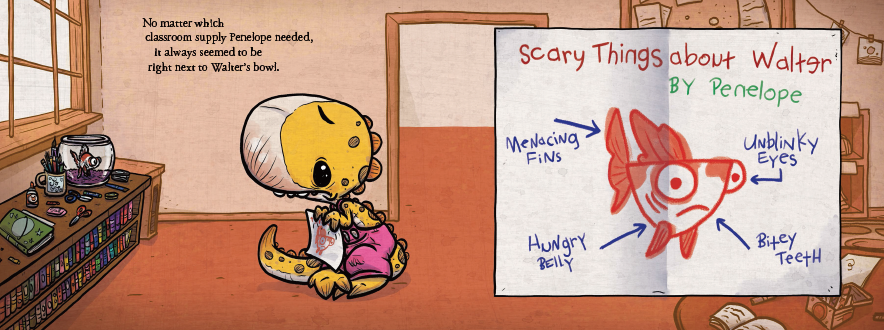 No matter which
classroom supply Penelope needed,
it always seemed to be
right next to Walter's bowl.
Scary Things about Walter
BY Penelope
Menacing
Fins
Unblinky
Eyes
Hungry
Belly
Bitey
Teeth